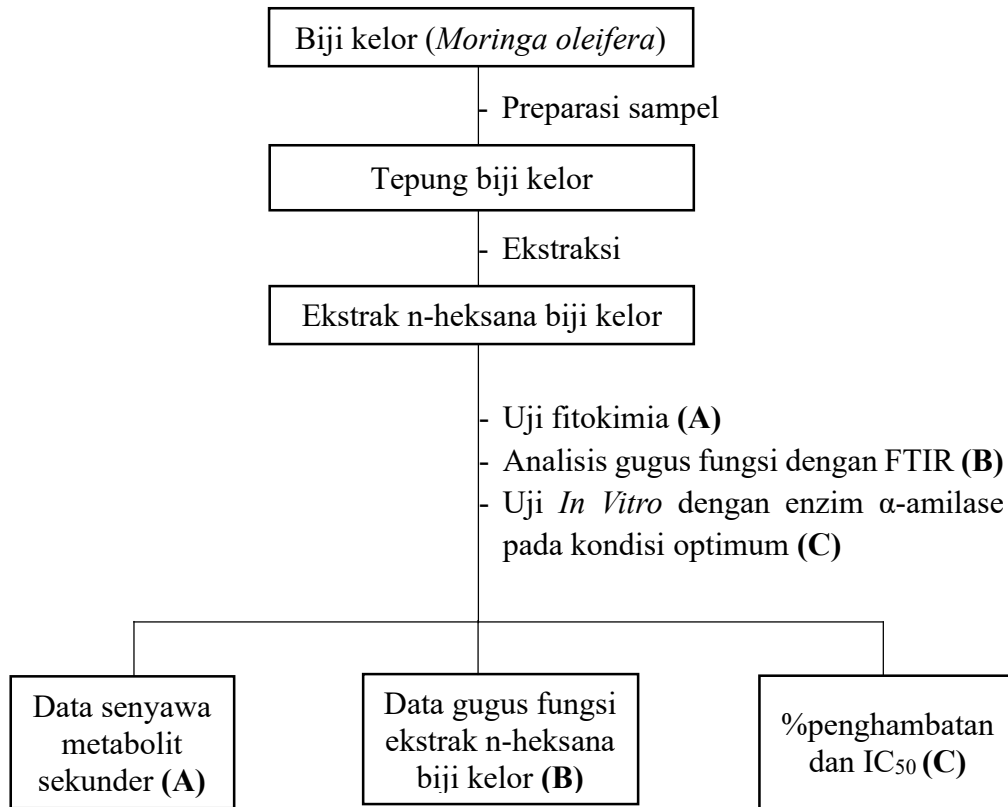 Biji kelor (Moringa oleifera)
- Preparasi sampel
Tepung biji kelor
- Ekstraksi
Ekstrak n-heksana biji kelor
- Uji fitokimia (A)
- Analisis gugus fungsi dengan FTIR (B)
- Uji In Vitro dengan enzim α-amilase
pada kondisi optimum (C)
Data senyawa
metabolit
sekunder (A)
Data gugus fungsi
ekstrak n-heksana
biji kelor (B)
%penghambatan
dan IC₅₀ (C)